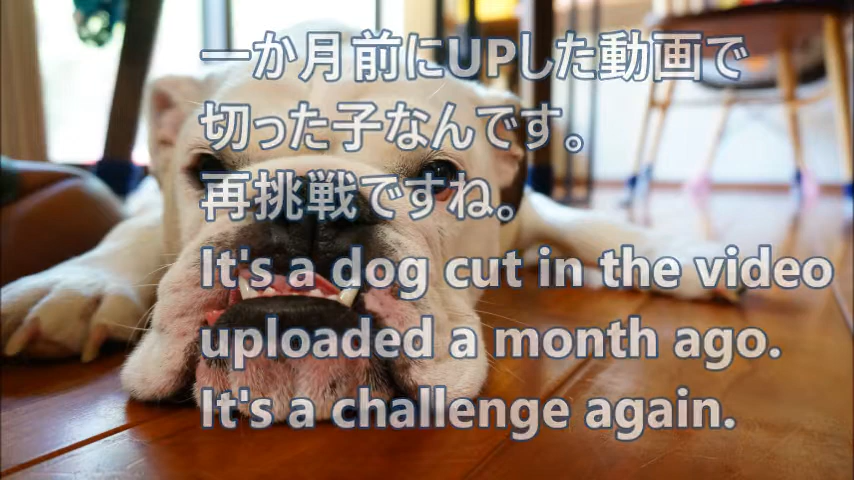 一か月前にUPした動画で
切った子なんです。
再挑戦ですね。
It's a dog cut in the video
uploaded a month ago.
It's a challenge again.